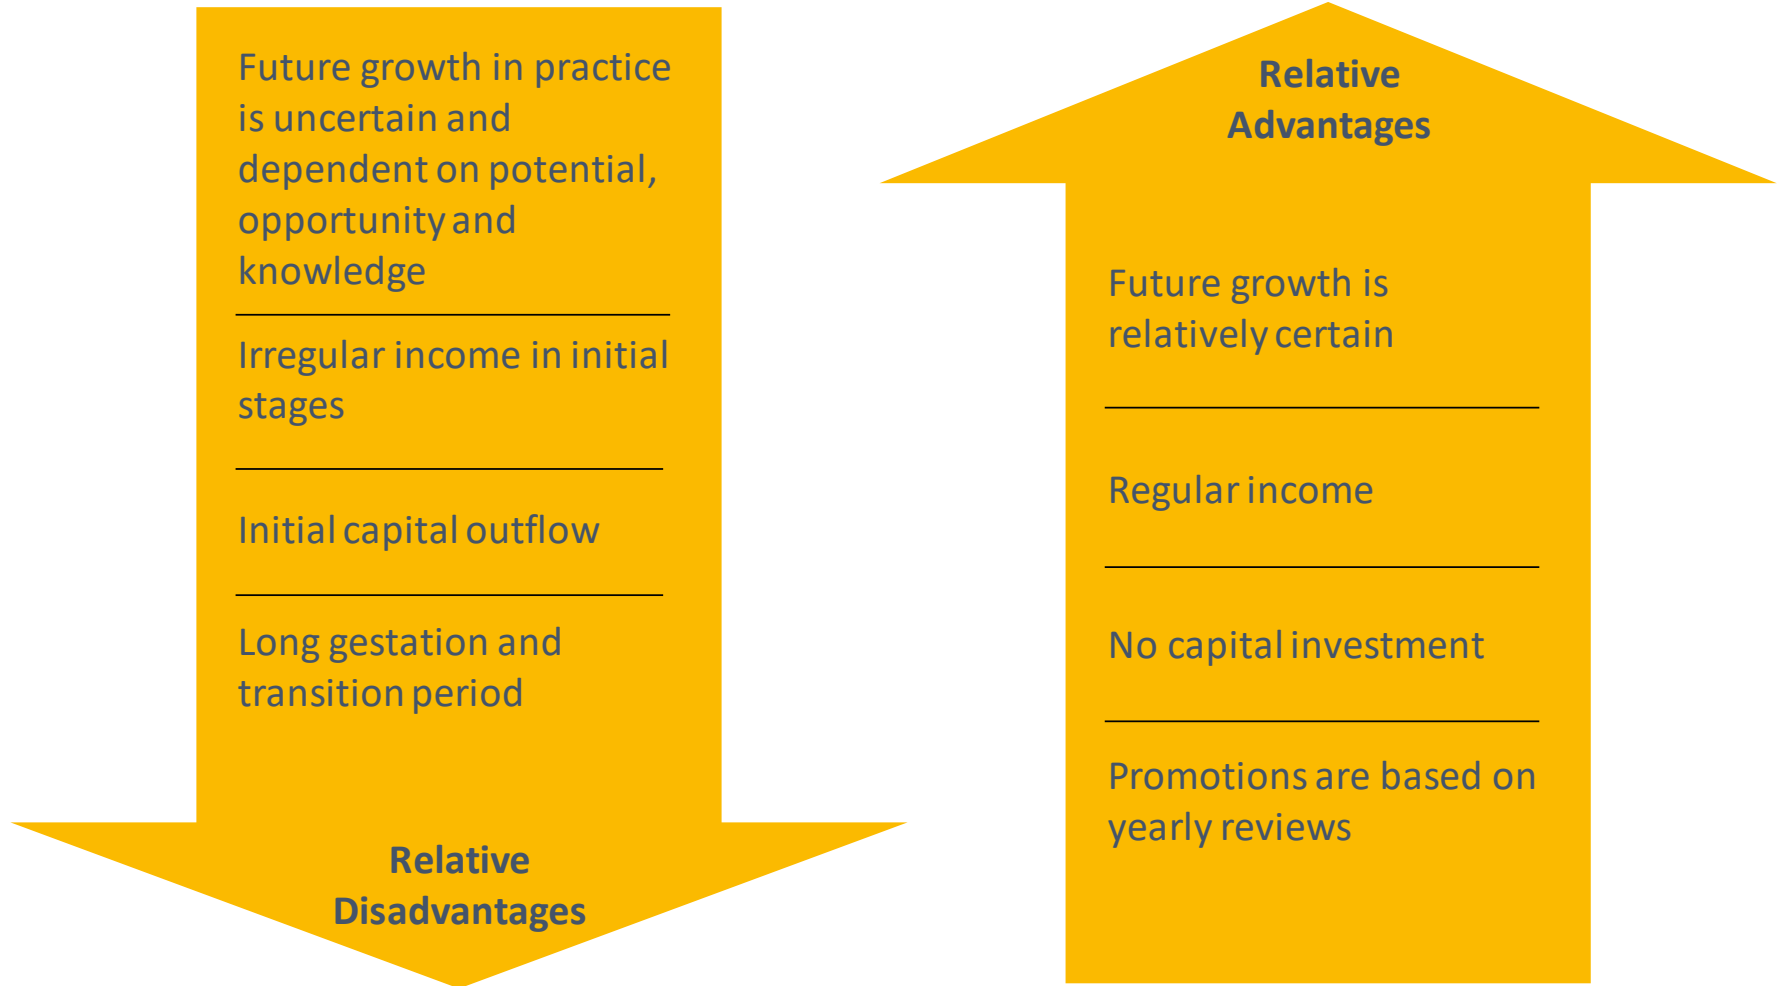 Future growth in practice
is uncertain and
dependent on potential,
opportunity and
knowledge
Irregular income in initial
stages
Initial capital outflow
Long gestation and
transition period
Relative
Disadvantages
Relative
Advantages
Future growth is
relatively certain
Regular income
No capital investment
Promotions are based on
yearly reviews